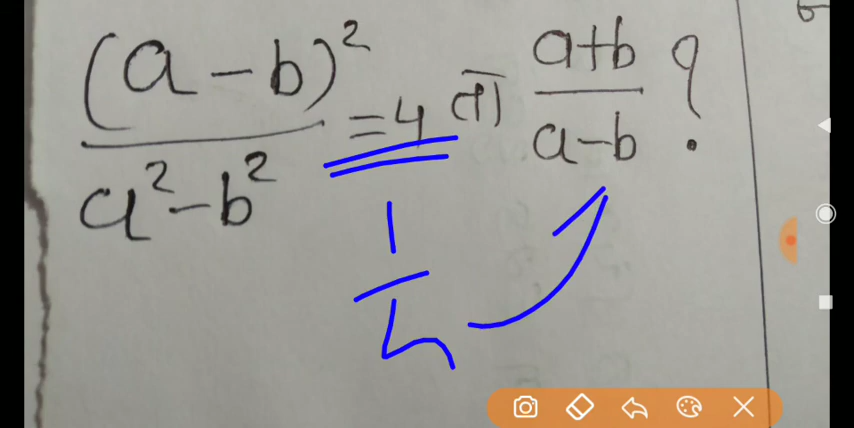 (a-b)²/a²-b² = 4 तो a+b/a-b ?
1/4